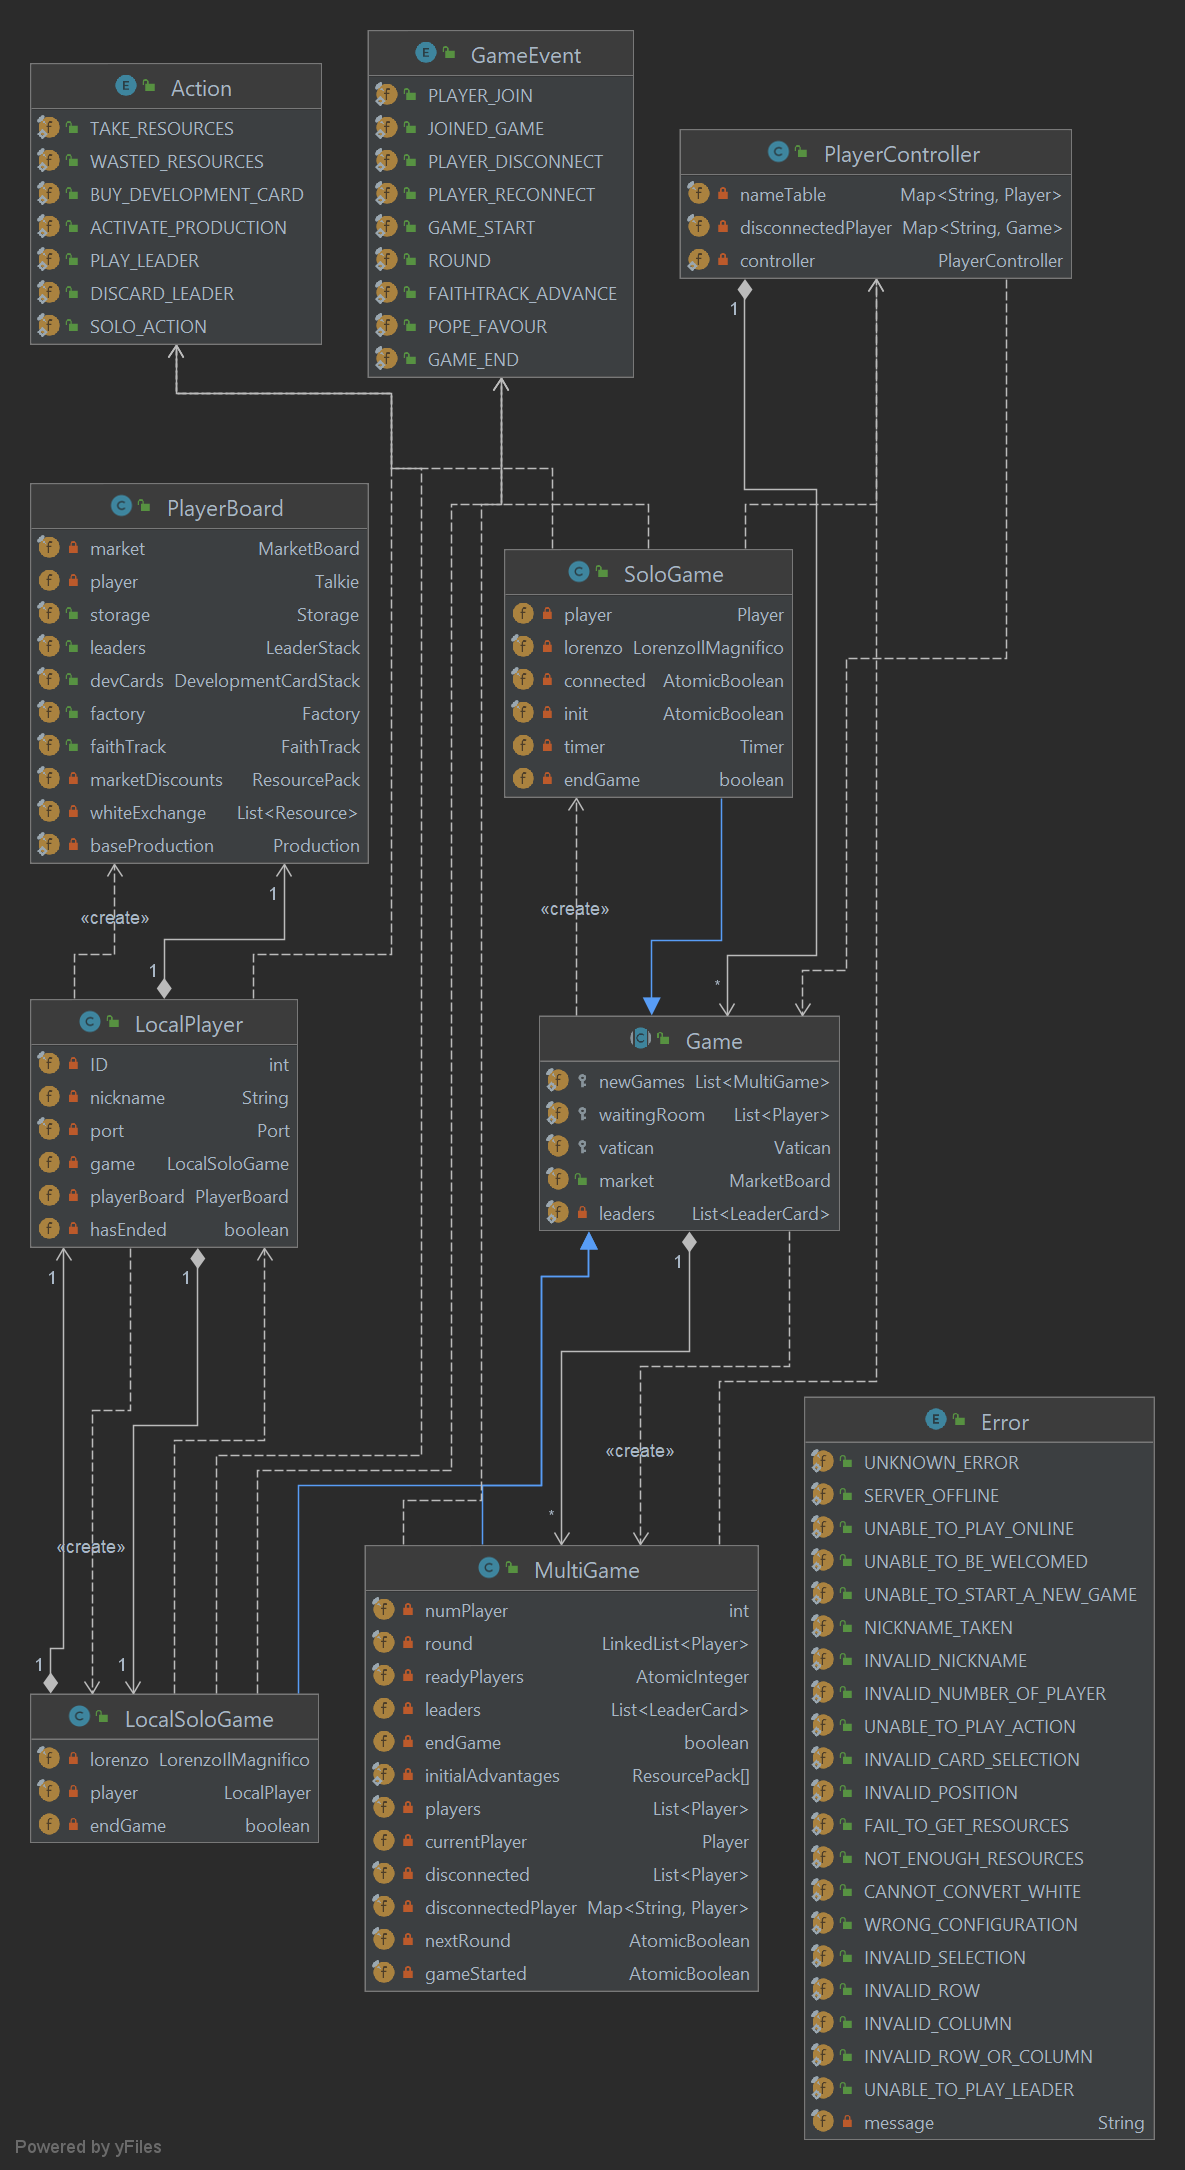 GameEvent
PLAYER_JOIN
JOINED_GAME
PLAYER_DISCONNECT
PLAYER_RECONNECT
GAME_START
ROUND
FAITHTRACK_ADVANCE
POPE_FAVOUR
GAME_END
Action
TAKE_RESOURCES
WASTED_RESOURCES
BUY_DEVELOPMENT_CARD
ACTIVATE_PRODUCTION
PLAY_LEADER
DISCARD_LEADER
SOLO_ACTION
PlayerController
nameTable Map<String, Player>
disconnectedPlayer Map<String, Game>
controller PlayerController
1
PlayerBoard
market MarketBoard
player Talkie
storage Storage
leaders LeaderStack
devCards DevelopmentCardStack
factory Factory
faithTrack FaithTrack
marketDiscounts ResourcePack
whiteExchange List<Resource>
baseProduction Production
SoloGame
player Player
lorenzo LorenzoIlMagnifico
connected AtomicBoolean
init AtomicBoolean
timer Timer
endGame boolean
1
«create»
«create»
1
*
LocalPlayer
ID int
nickname String
port Port
game LocalSoloGame
playerBoard PlayerBoard
hasEnded boolean
Game
newGames List<MultiGame>
waitingRoom List<Player>
vatican Vatican
market MarketBoard
leaders List<LeaderCard>
1
1
1
«create»
*
«create»
1
1
Error
UNKNOWN_ERROR
SERVER_OFFLINE
UNABLE_TO_PLAY_ONLINE
UNABLE_TO_BE_WELCOMED
UNABLE_TO_START_A_NEW_GAME
NICKNAME_TAKEN
INVALID_NICKNAME
INVALID_NUMBER_OF_PLAYER
UNABLE_TO_PLAY_ACTION
INVALID_CARD_SELECTION
INVALID_POSITION
FAIL_TO_GET_RESOURCES
NOT_ENOUGH_RESOURCES
CANNOT_CONVERT_WHITE
WRONG_CONFIGURATION
INVALID_SELECTION
INVALID_ROW
INVALID_COLUMN
INVALID_ROW_OR_COLUMN
UNABLE_TO_PLAY_LEADER
message String
MultiGame
numPlayer int
round LinkedList<Player>
readyPlayers AtomicInteger
leaders List<LeaderCard>
endGame boolean
initialAdvantages ResourcePack[]
players List<Player>
currentPlayer Player
disconnected List<Player>
disconnectedPlayer Map<String, Player>
nextRound AtomicBoolean
gameStarted AtomicBoolean
LocalSoloGame
lorenzo LorenzoIlMagnifico
player LocalPlayer
endGame boolean
Powered by yFiles